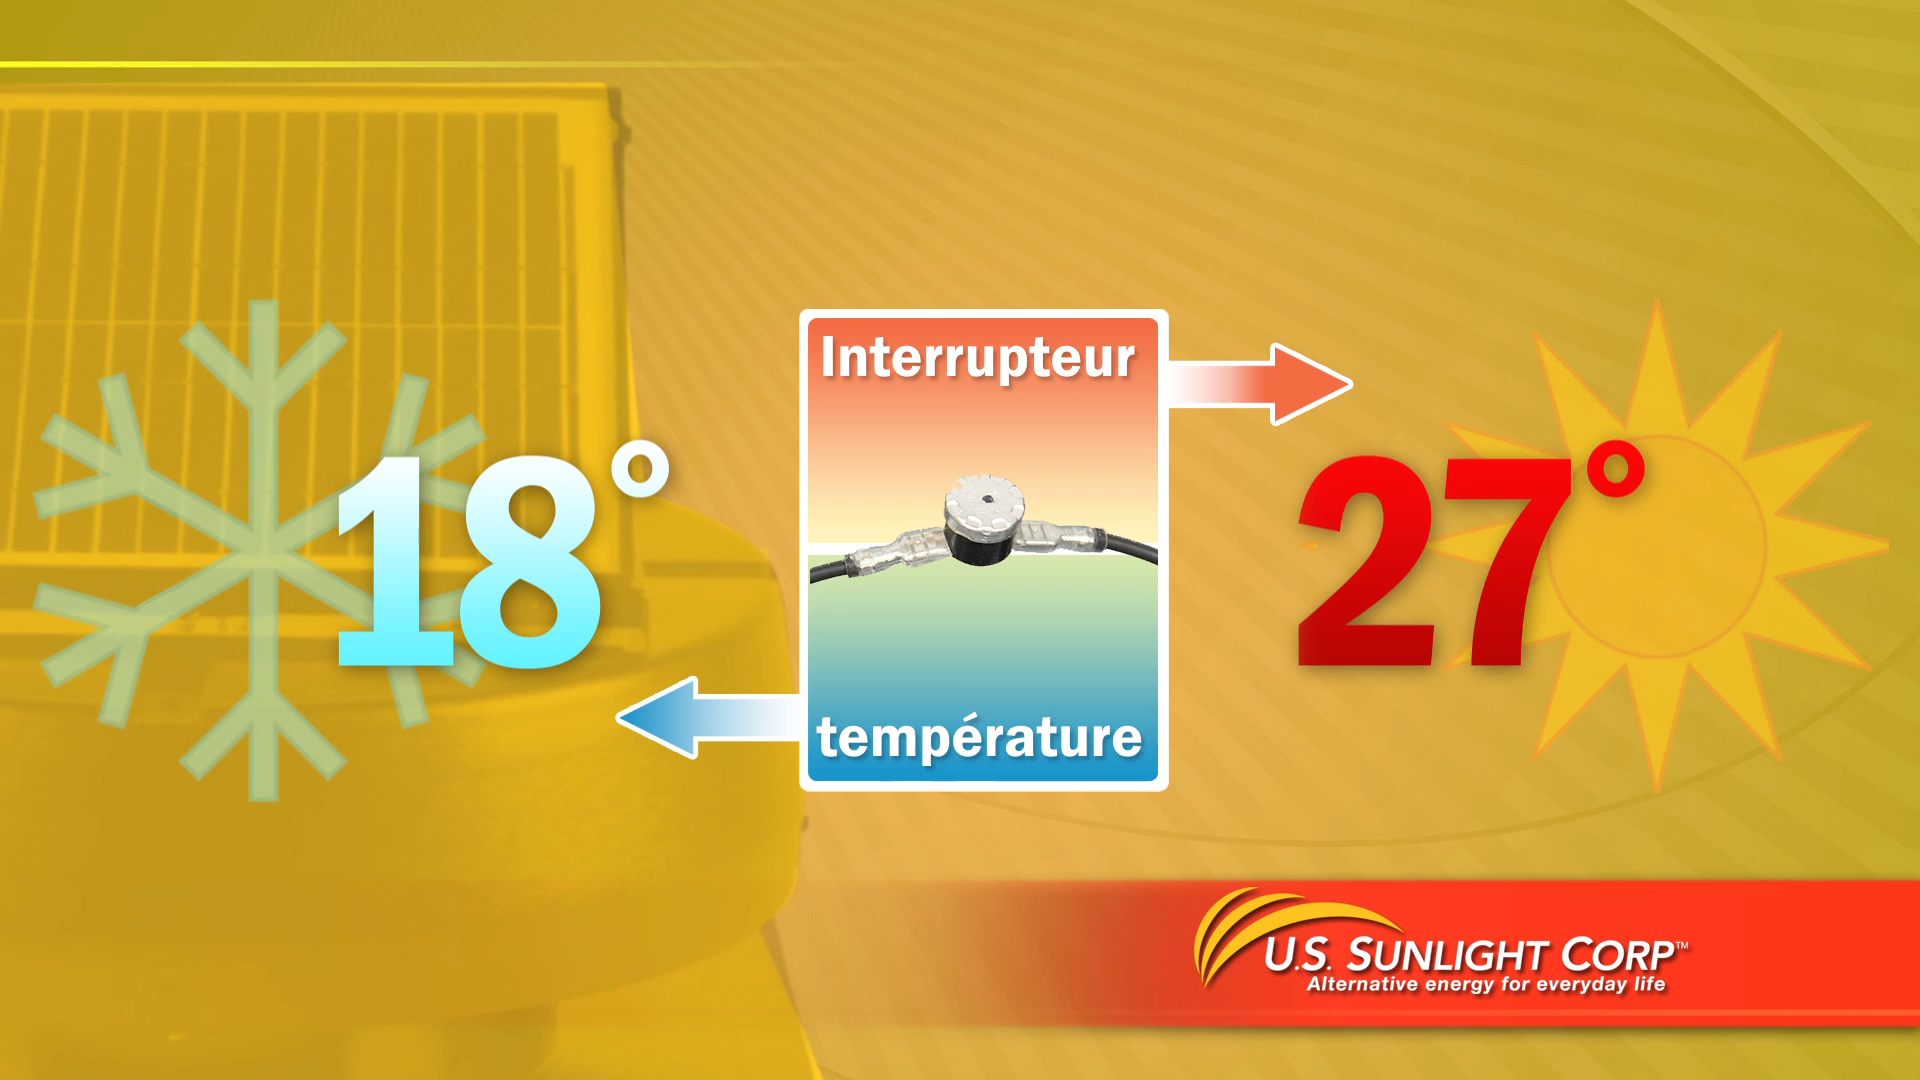 Interrupteur
18°
27°
température
U.S. SUNLIGHT CORP™
Alternative energy for everyday life